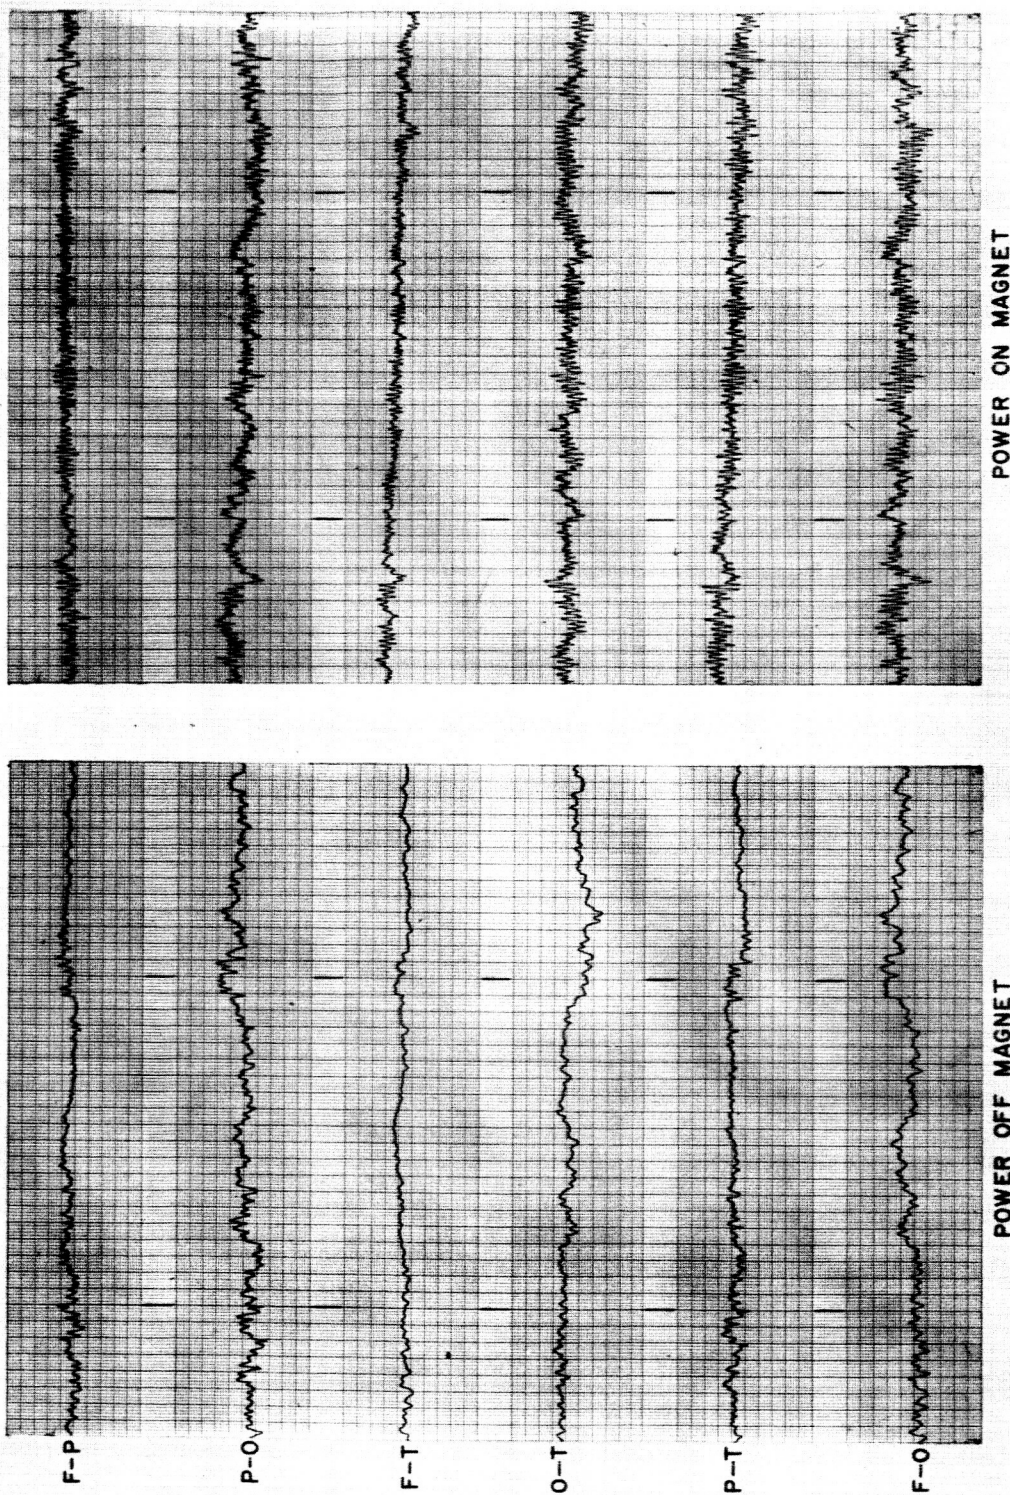 F-P
P-O
F-T
O-T
P-T
F-O
POWER OFF MAGNET
POWER ON MAGNET